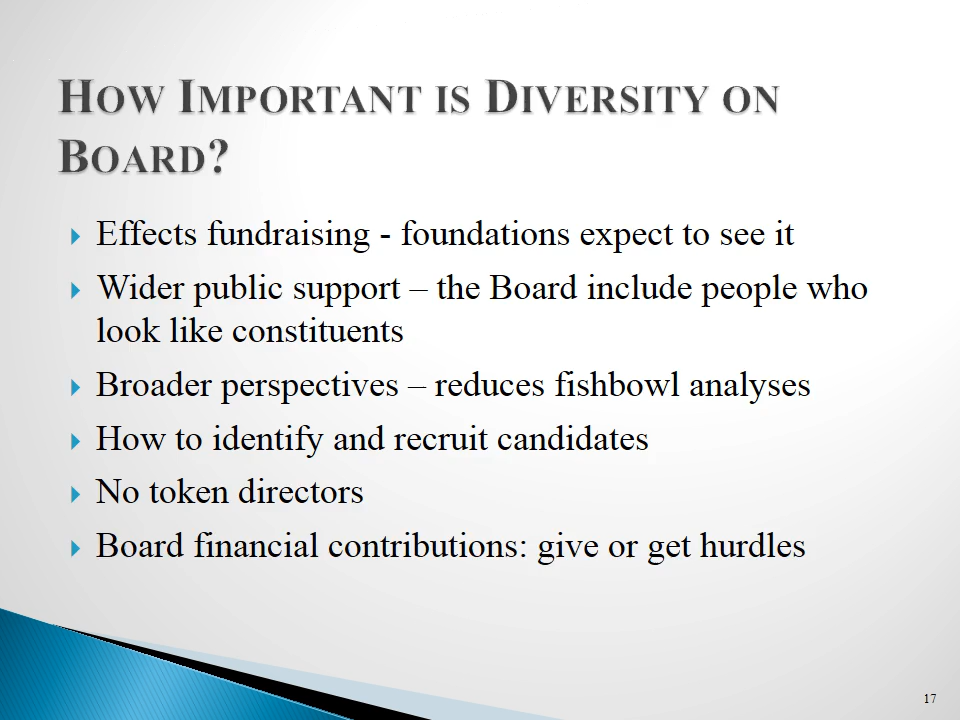 How Important is Diversity on
Board?
Effects fundraising - foundations expect to see it
Wider public support – the Board include people who
look like constituents
Broader perspectives – reduces fishbowl analyses
How to identify and recruit candidates
No token directors
Board financial contributions: give or get hurdles
17